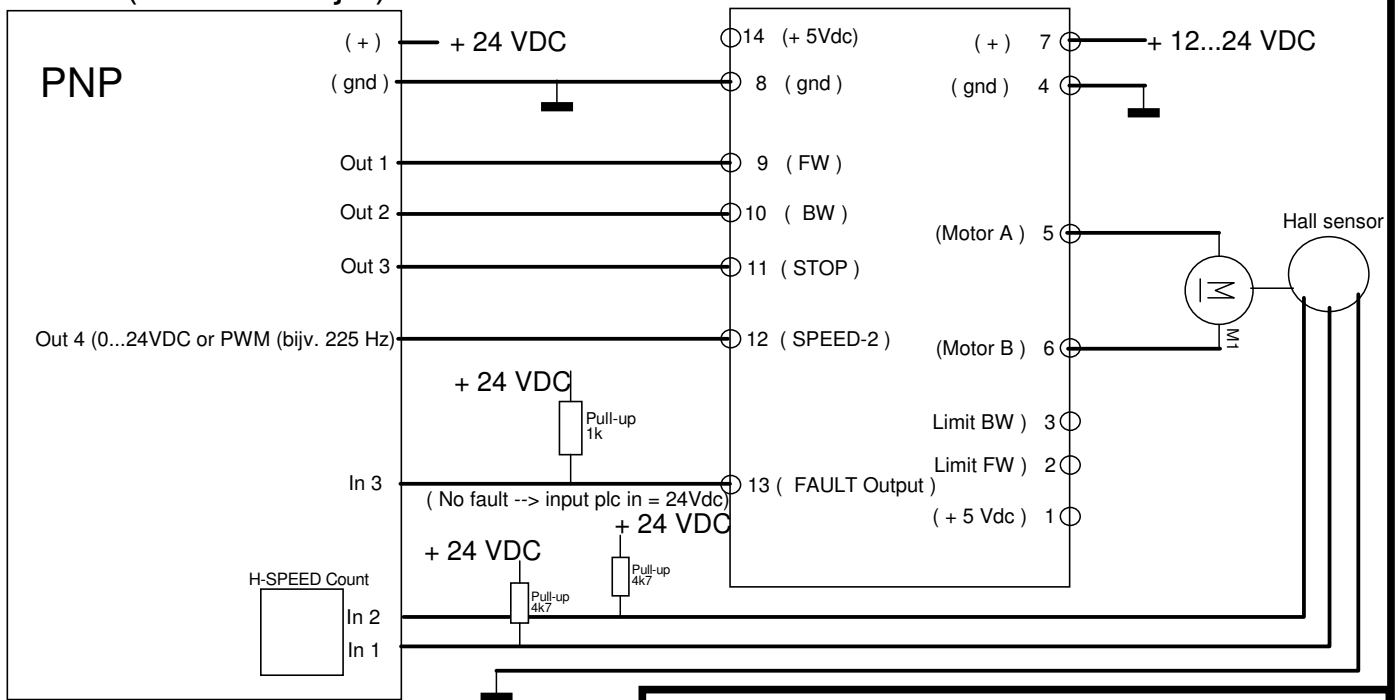 PNP
( + )
+ 24 VDC
( gnd )
Out 1
Out 2
Out 3
Out 4 (0...24VDC or PWM (bijv. 225 Hz)
+ 24 VDC
Pull-up
1k
In 3
( No fault --> input plc in = 24Vdc)
+ 24 VDC
+ 24 VDC
Pull-up
4k7
Pull-up
4k7
H-SPEED Count
In 2
In 1
14 (+ 5Vdc)
8 ( gnd )
9 ( FW )
10 ( BW )
11 ( STOP )
12 ( SPEED-2 )
13 ( FAULT Output )
( + ) 7
+ 12...24 VDC
( gnd ) 4
(Motor A ) 5
(Motor B ) 6
Limit BW ) 3
Limit FW ) 2
( + 5 Vdc ) 1
M
M1
Hall sensor